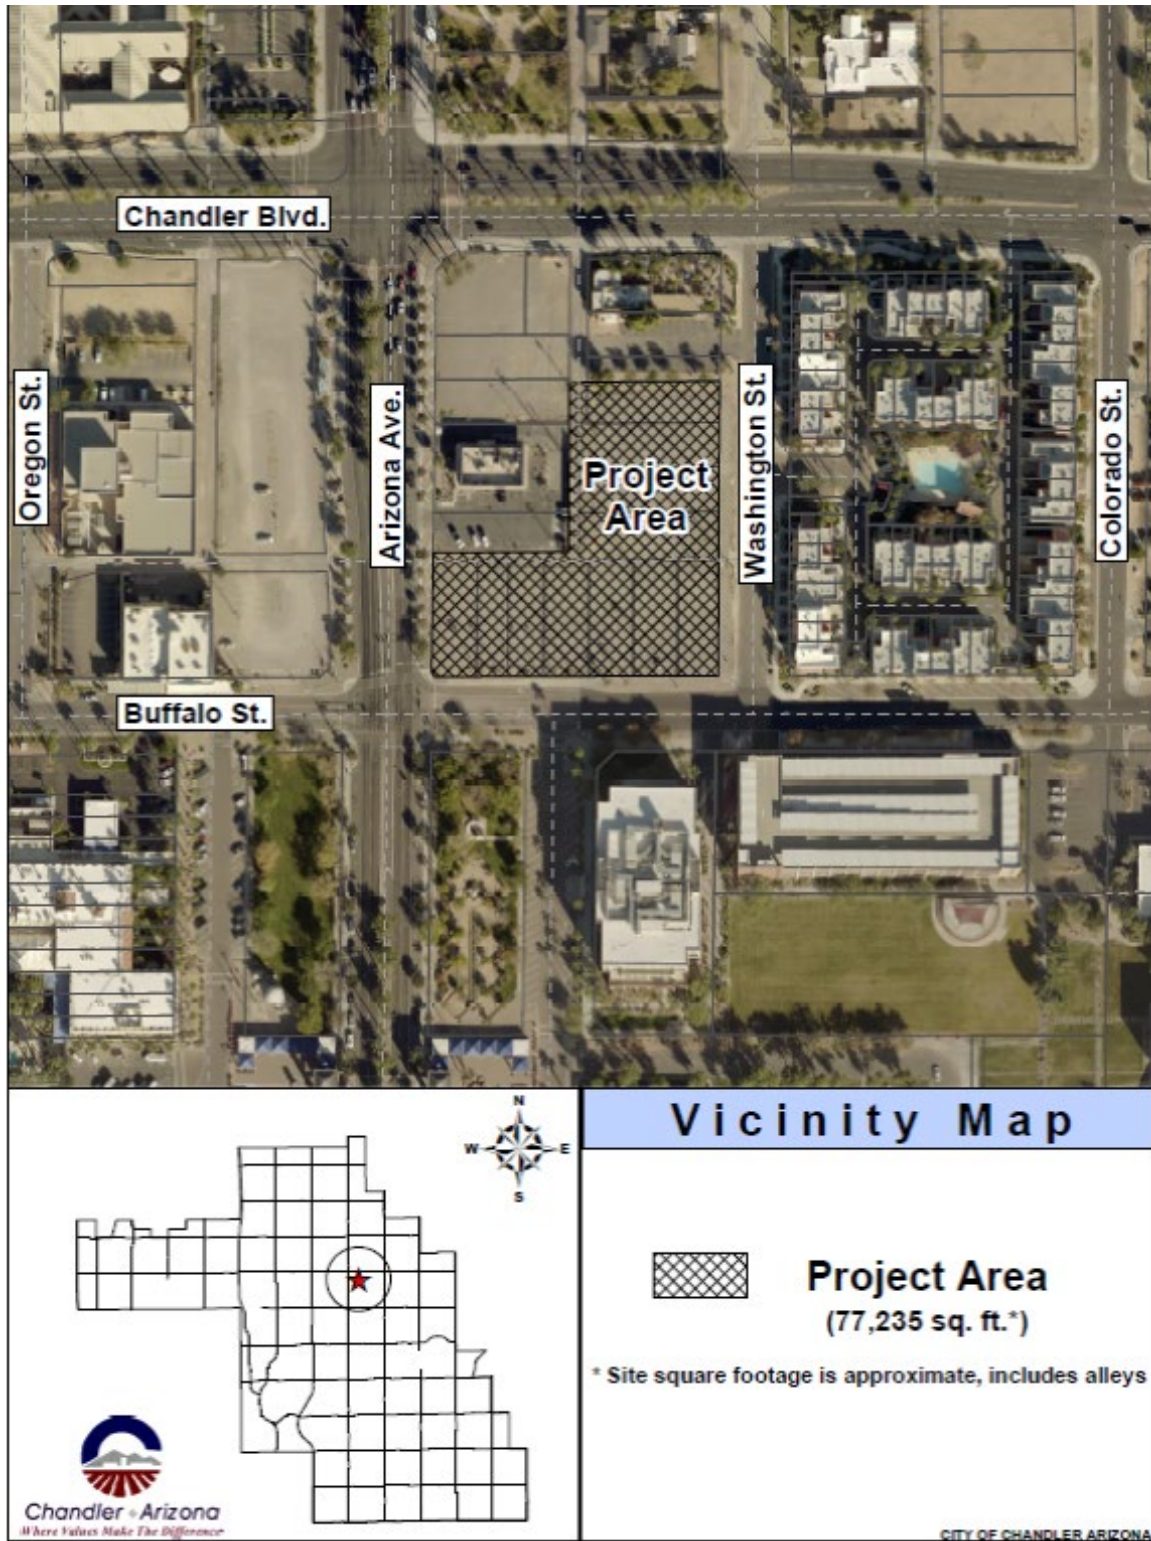 Chandler Blvd.
Oregon St.
Arizona Ave.
Project
Area
Washington St.
Colorado St.
Buffalo St.
Vicinity Map
N
W E
S
Project Area
(77,235 sq. ft.*)
* Site square footage is approximate, includes alleys
Chandler Arizona
Where Values Make The Difference
CITY OF CHANDLER ARIZONA